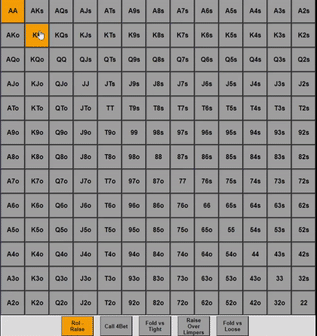 AA AKs AQs AJs ATs A9s A8s A7s A6s A5s A4s A3s A2s
AKo KQs KJs KTs K9s K8s K7s K6s K5s K4s K3s K2s
AQo KQo QQ QJs QTs Q9s Q8s Q7s Q6s Q5s Q4s Q3s Q2s
AJo KJo QJo JJ JTs J9s J8s J7s J6s J5s J4s J3s J2s
ATo KTo QTo JTo TT T9s T8s T7s T6s T5s T4s T3s T2s
A9o K9o Q9o J9o T9o 99 98s 97s 96s 95s 94s 93s 92s
A8o K8o Q8o J8o T8o 98o 88 87s 86s 85s 84s 83s 82s
A7o K7o Q7o J7o T7o 97o 87o 77 76s 75s 74s 73s 72s
A6o K6o Q6o J6o T6o 96o 86o 76o 66 65s 64s 63s 62s
A5o K5o Q5o J5o T5o 95o 85o 75o 65o 55 54s 53s 52s
A4o K4o Q4o J4o T4o 94o 84o 74o 64o 54o 44 43s 42s
A3o K3o Q3o J3o T3o 93o 83o 73o 63o 53o 43o 33 32s
A2o K2o Q2o J2o T2o 92o 82o 72o 62o 52o 42o 32o 22
Raise
Call 4Bet
Fold vs
Tight
Raise
Over
Limpers
Fold vs
Loose